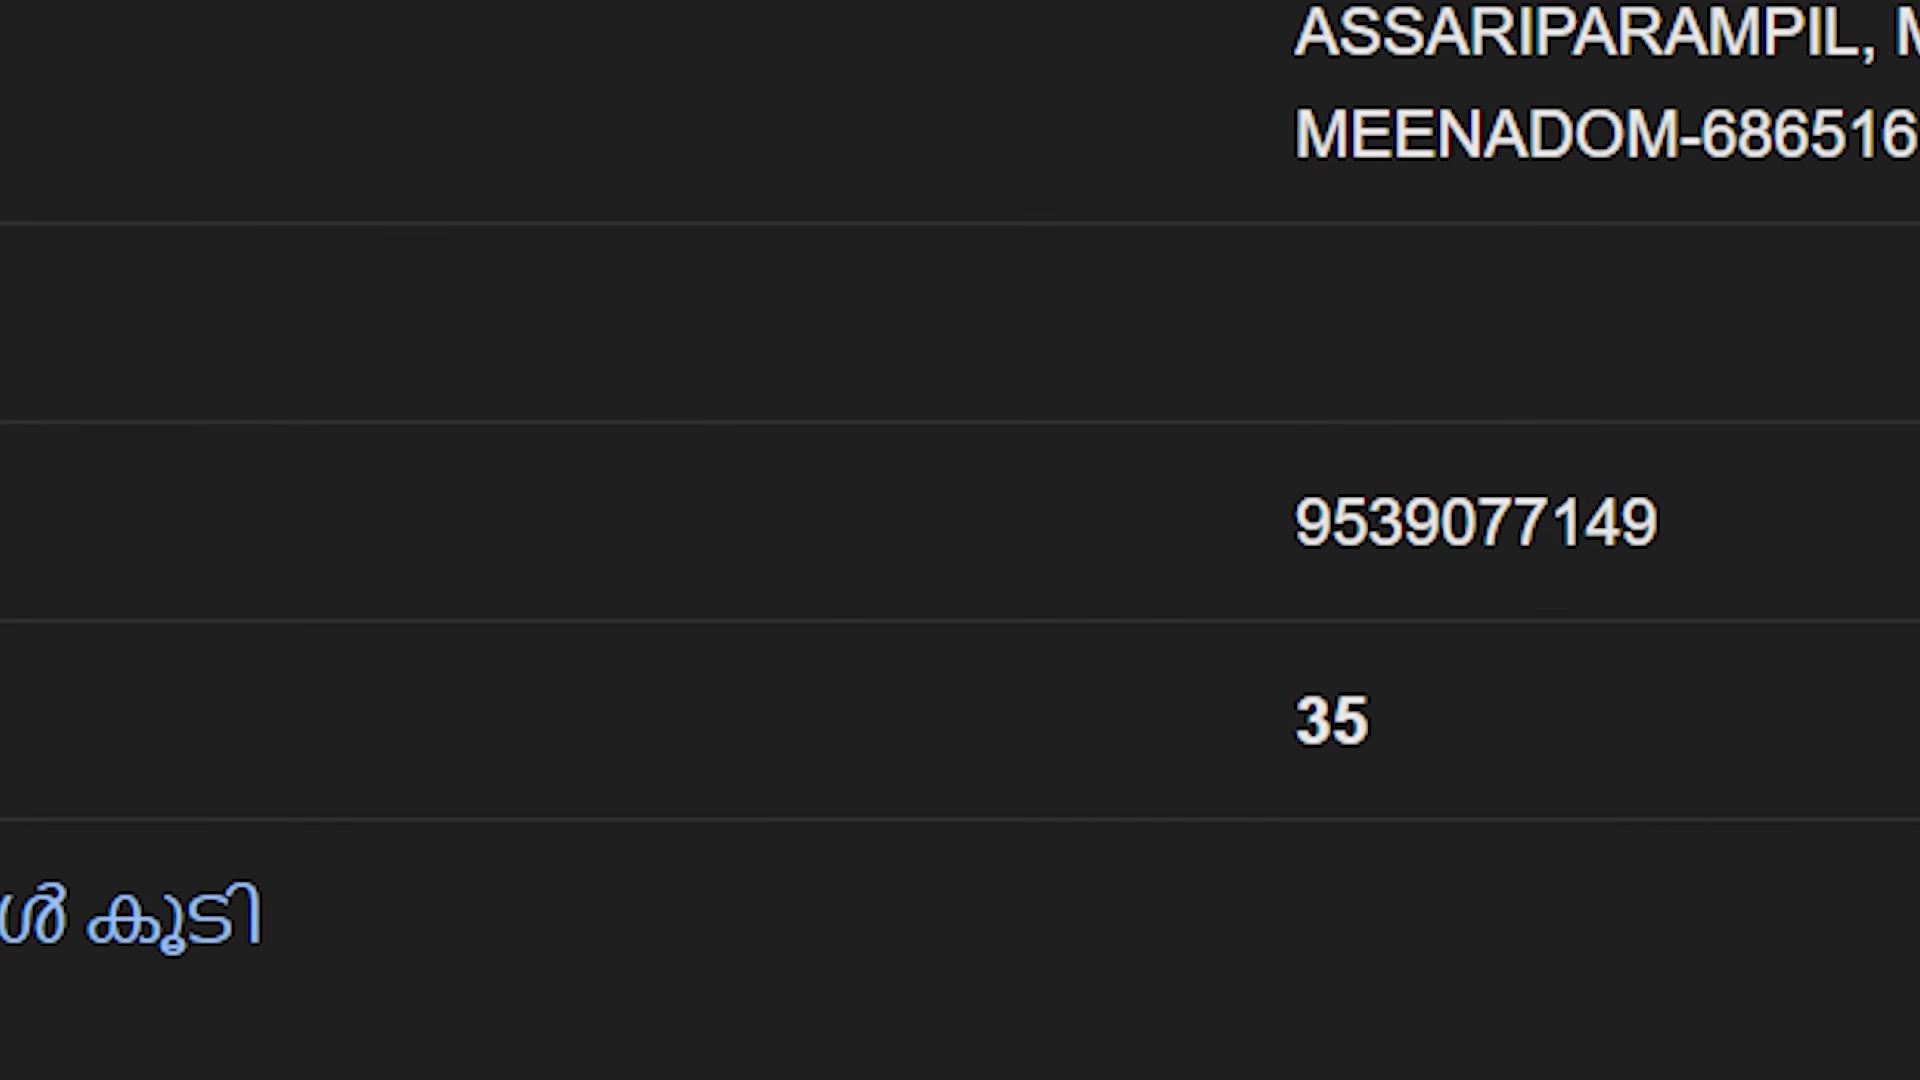 ASSARIPARAMPIL,
MEENADOM-686516
9539077149
35
കൂടി